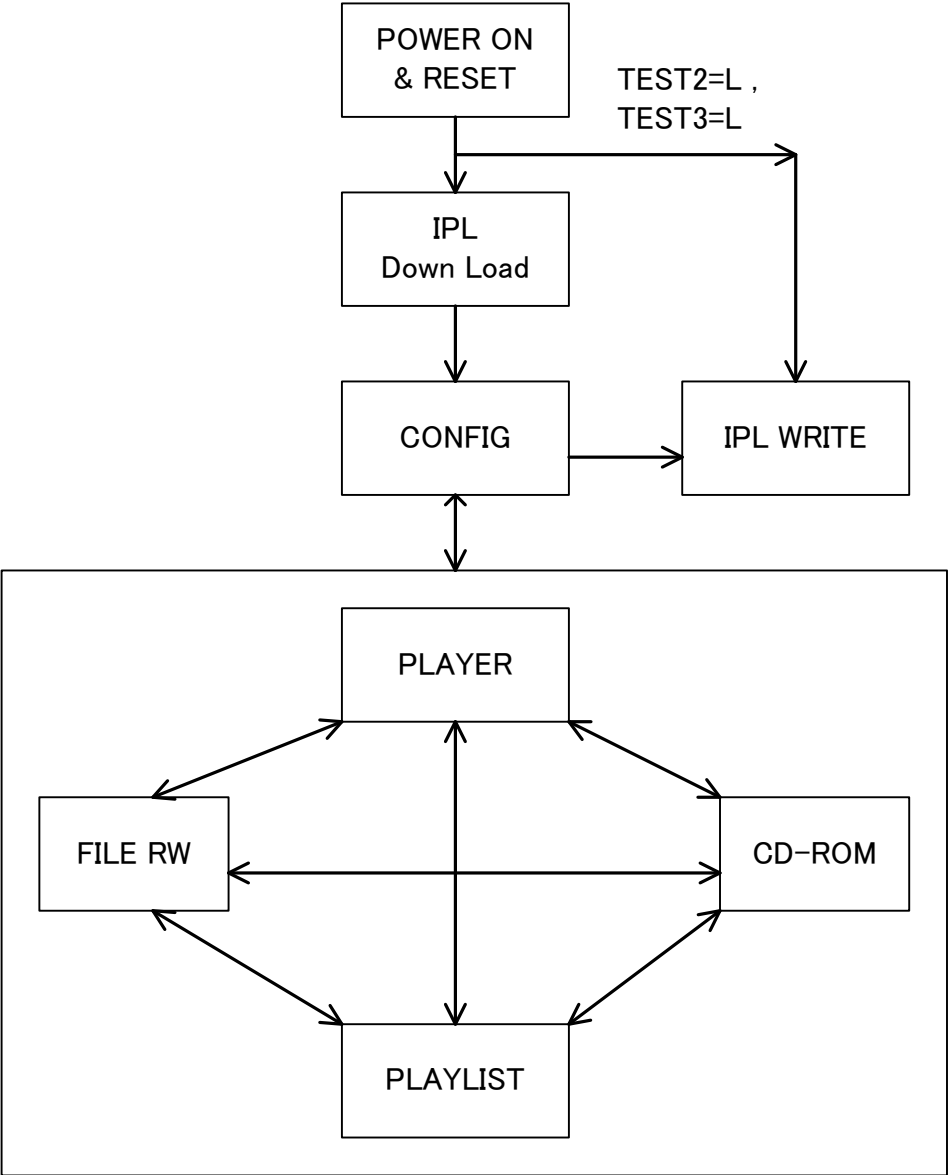 POWER ON
& RESET
TEST2=L ,
TEST3=L
IPL
Down Load
CONFIG
IPL WRITE
PLAYER
FILE RW
CD-ROM
PLAYLIST